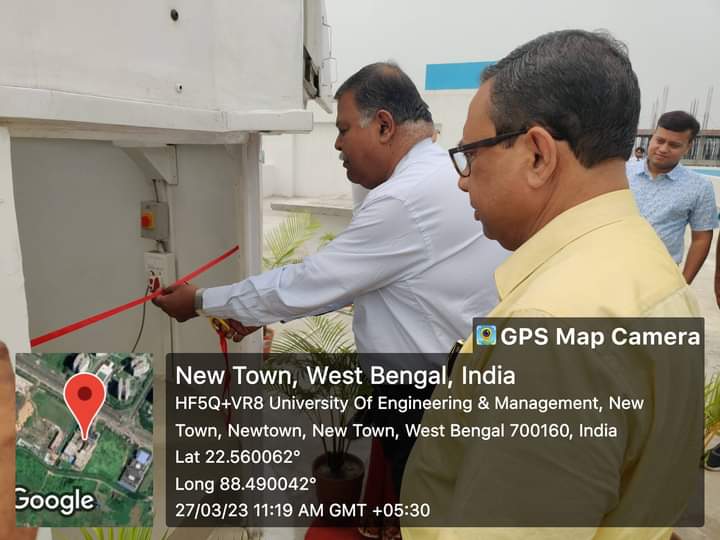 GPS Map Camera
New Town, West Bengal, India
HF5Q+VR8 University Of Engineering & Management, New
Town, Newtown, New Town, West Bengal 700160, India
Lat 22.560062°
Long 88.490042°
27/03/23 11:19 AM GMT +05:30
Google